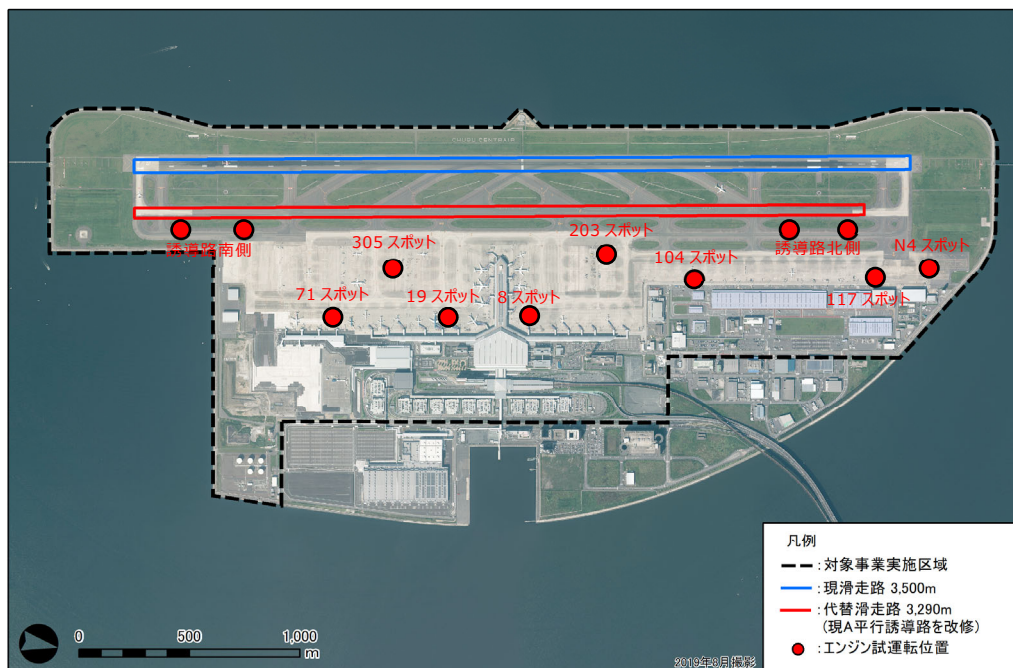 305 スポット
203 スポット
誘導路南側
誘導路北側
104 スポット
N4 スポット
71 スポット
19 スポット
8 スポット
117 スポット
凡例
：対象事業実施区域
：現滑走路 3,500m
：代替滑走路 3,290m
（現A平行誘導路を改修）
：エンジン試運転位置
0 500 1,000
m
2019年8月撮影